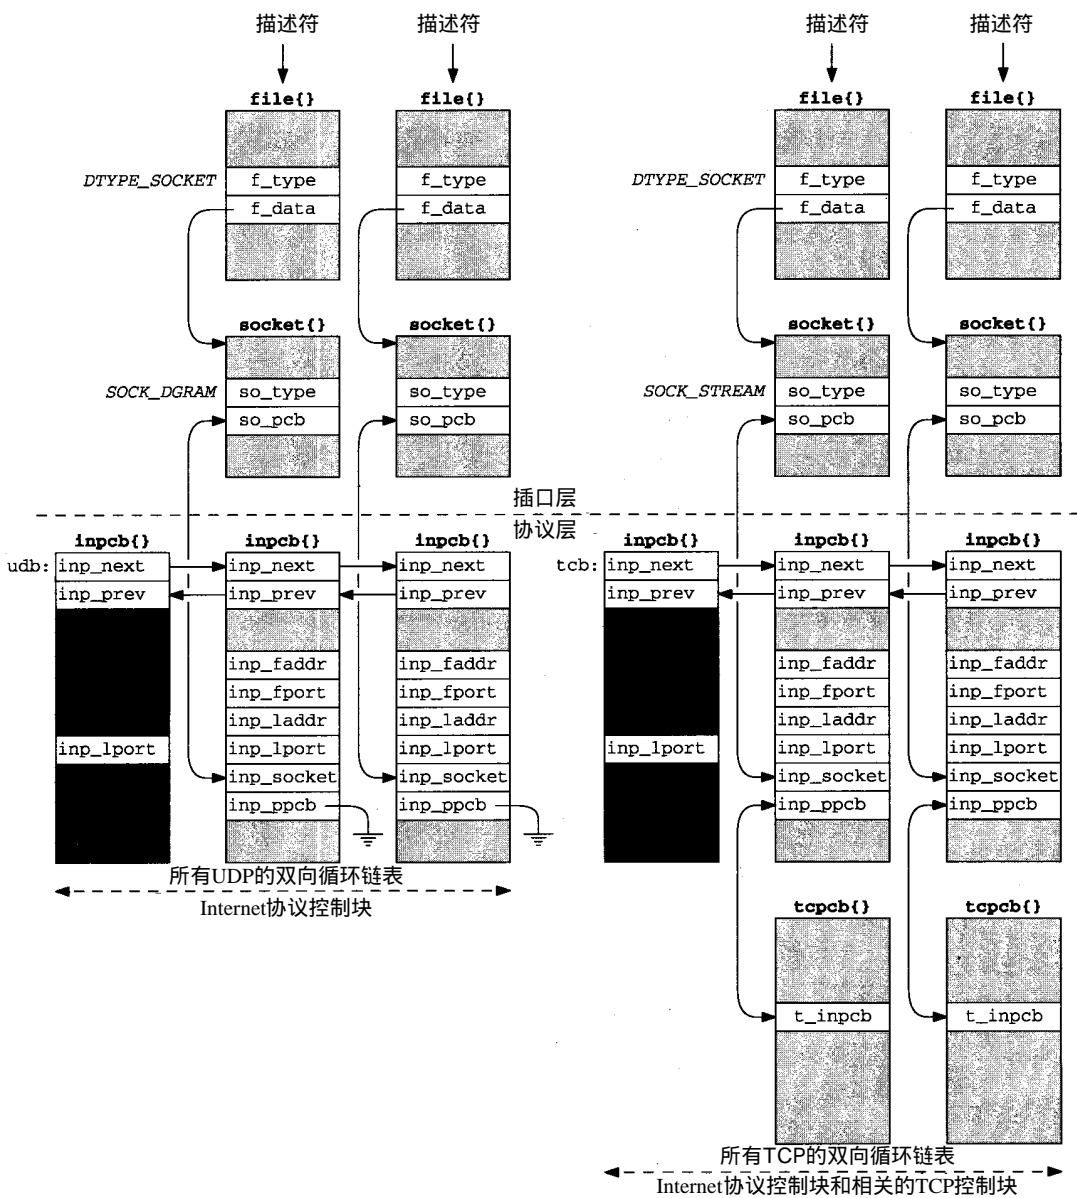 描述符 描述符 描述符 描述符
file{} file{} file{} file{}
DTYPE_SOCKET f_type f_type DTYPE_SOCKET f_type f_type
f_data f_data f_data f_data
socket{} socket{} socket{} socket{}
SOCK_DGRAM so_type so_type SOCK_STREAM so_type so_type
so_pcb so_pcb so_pcb so_pcb
插口层
协议层
inpcb{} inpcb{} inpcb{} inpcb{} inpcb{} inpcb{}
udb: inp_next inp_next inp_next tcb: inp_next inp_next inp_next
inp_prev inp_prev inp_prev inp_prev inp_prev inp_prev
inp_faddr inp_faddr inp_faddr inp_faddr
inp_fport inp_fport inp_fport inp_fport
inp_laddr inp_laddr inp_laddr inp_laddr
inp_lport inp_lport inp_lport inp_lport inp_lport inp_lport
inp_socket inp_socket inp_socket inp_socket
inp_ppcb inp_ppcb inp_ppcb inp_ppcb
所有UDP的双向循环链表
Internet协议控制块
tcpcb{} tcpcb{}
t_inpcb t_inpcb
所有TCP的双向循环链表
Internet协议控制块和相关的TCP控制块